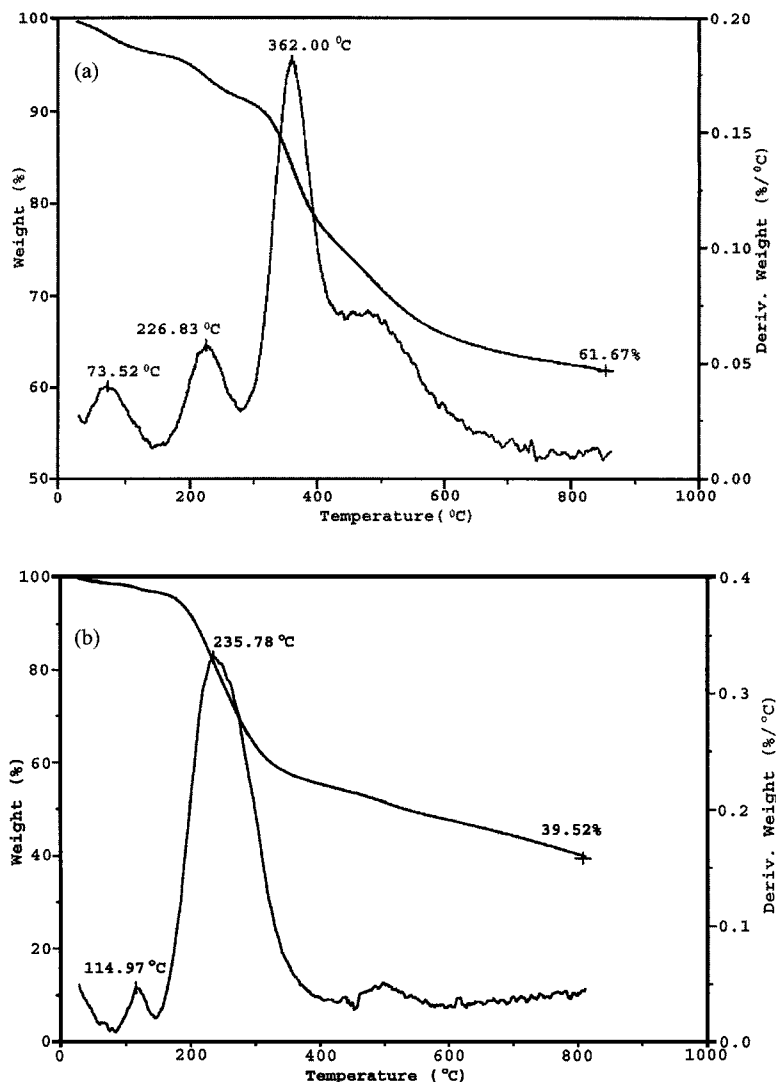 (a)
362.00 °C
226.83 °C
73.52 °C
61.67%
100
90
80
70
60
50
0.20
0.15
0.10
0.05
0.00
0
200
400
600
800
1000
Weight (%)
Deriv. Weight (%/°C)
Temperature(°C)
(b)
235.78 °C
114.97 °C
39.52%
100
80
60
40
20
0
0.4
0.3
0.2
0.1
0.0
0
200
400
600
800
1000
Weight (%)
Deriv. Weight (%/°C)
Temperature (°C)